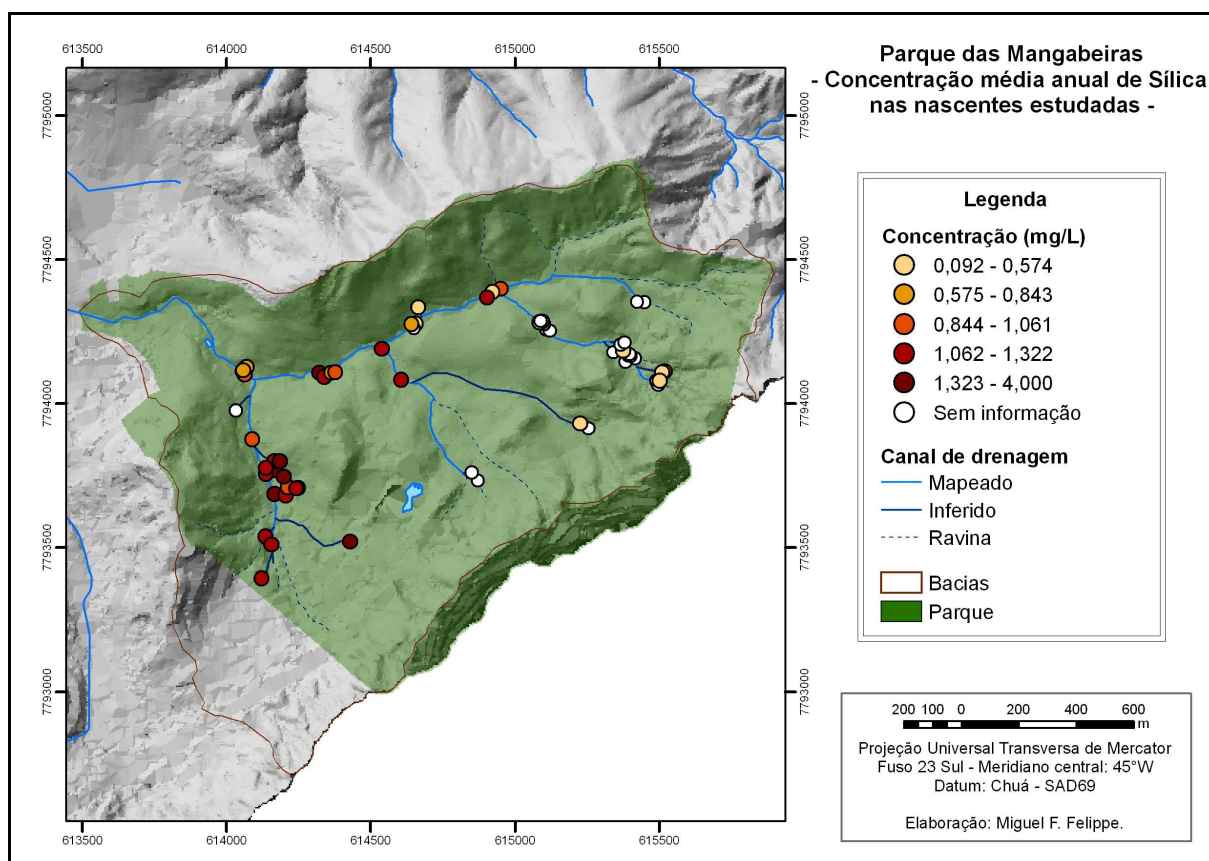 Parque das Mangabeiras
- Concentração média anual de Sílica
nas nascentes estudadas -
613500 614000 614500 615000 615500
7795000 7795000
7794500 7794500
7794000 7794000
7793500 7793500
7793000 7793000
613500 614000 614500 615000 615500
Legenda
Concentração (mg/L)
0,092 - 0,574
0,575 - 0,843
0,844 - 1,061
1,062 - 1,322
1,323 - 4,000
Sem informação
Canal de drenagem
Mapeado
Inferido
Ravina
Bacias
Parque
200 100 0 200 400 600
m
Projeção Universal Transversa de Mercator
Fuso 23 Sul - Meridiano central: 45°W
Datum: Chuá - SAD69
Elaboração: Miguel F. Felippe.